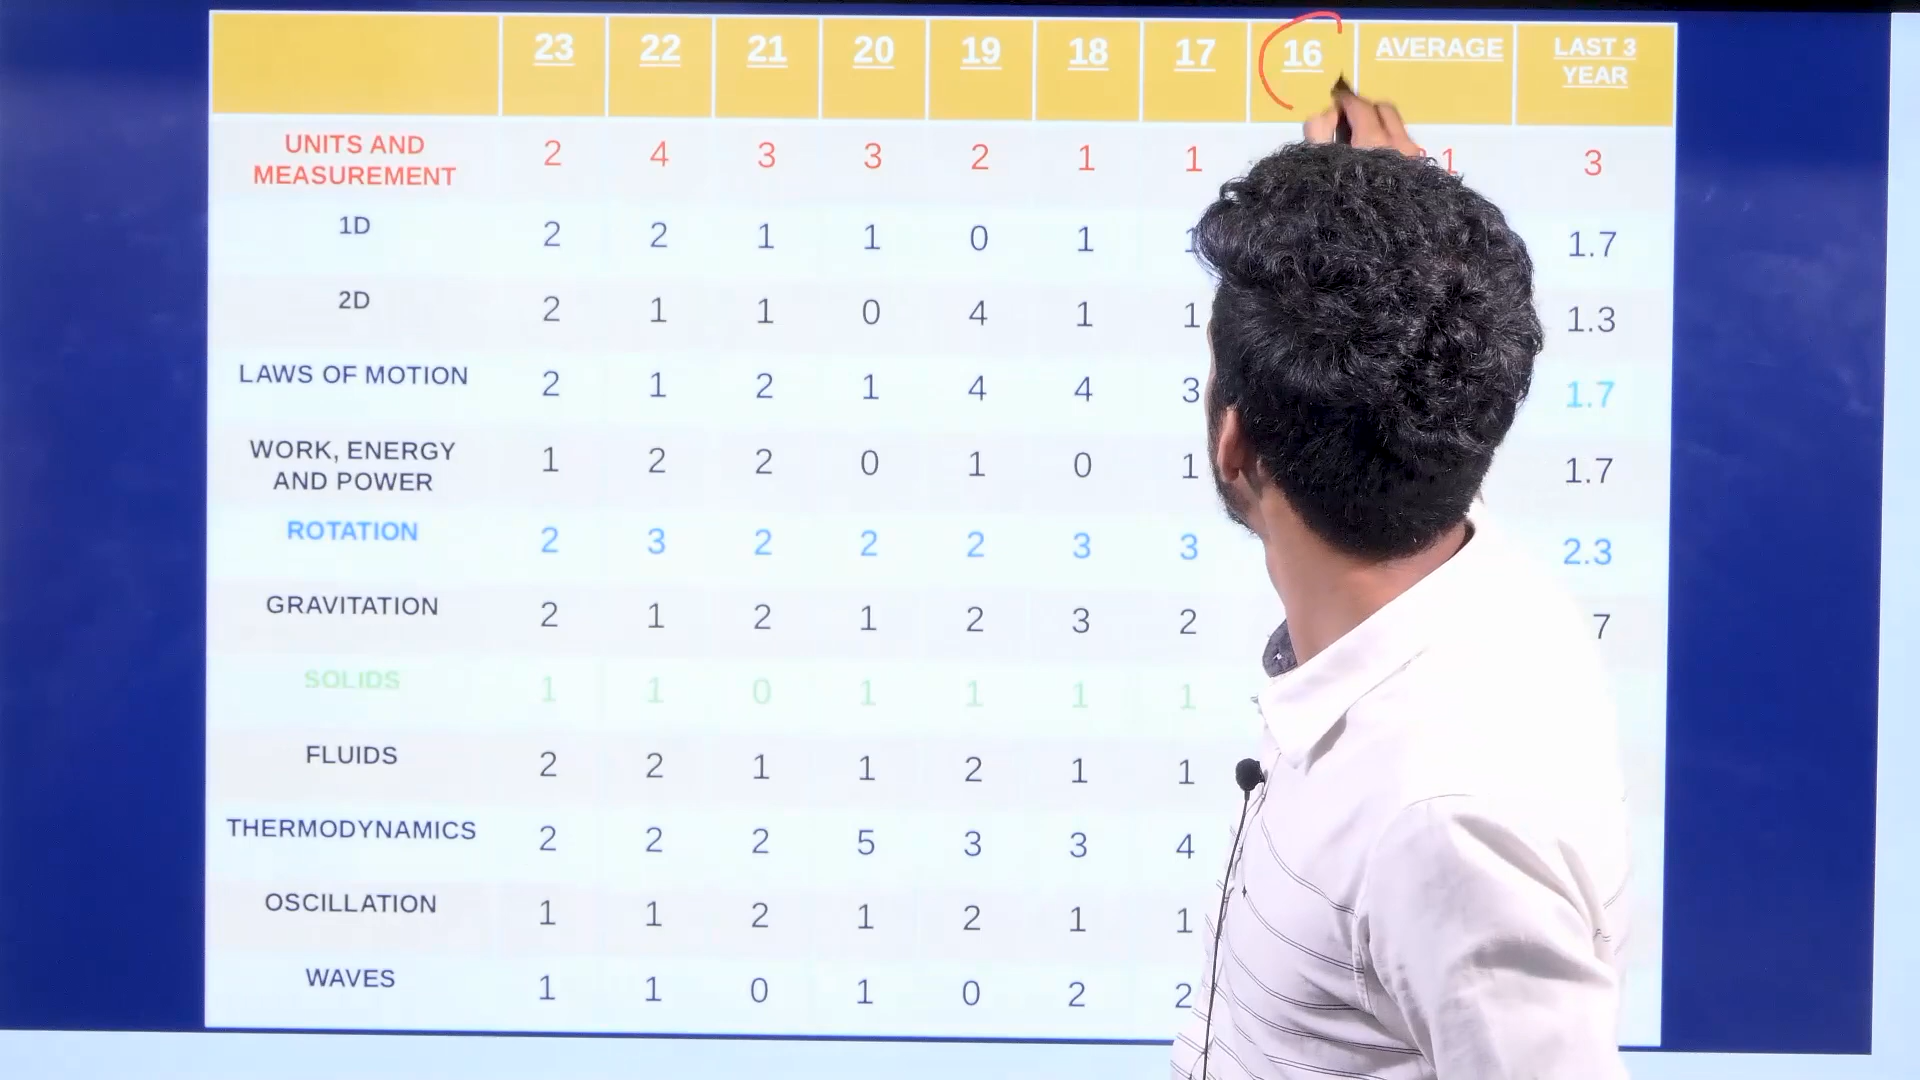 23 22 21 20 19 18 17 16 AVERAGE LAST 3
YEAR
UNITS AND
MEASUREMENT 2 4 3 3 2 1 1 3
1D 2 2 1 1 0 1 1 1.7
2D 2 1 1 0 4 1 1 1.3
LAWS OF MOTION 2 1 2 1 4 4 3 1.7
WORK, ENERGY
AND POWER 1 2 2 0 1 0 1 1.7
ROTATION 2 3 2 2 2 3 3 2.3
GRAVITATION 2 1 2 1 2 3 2 7
SOLIDS 1 1 0 1 1 1 1
FLUIDS 2 2 1 1 2 1 1
THERMODYNAMICS 2 2 2 5 3 3 4
OSCILLATION 1 1 2 1 2 1 1
WAVES 1 1 0 1 0 2 2